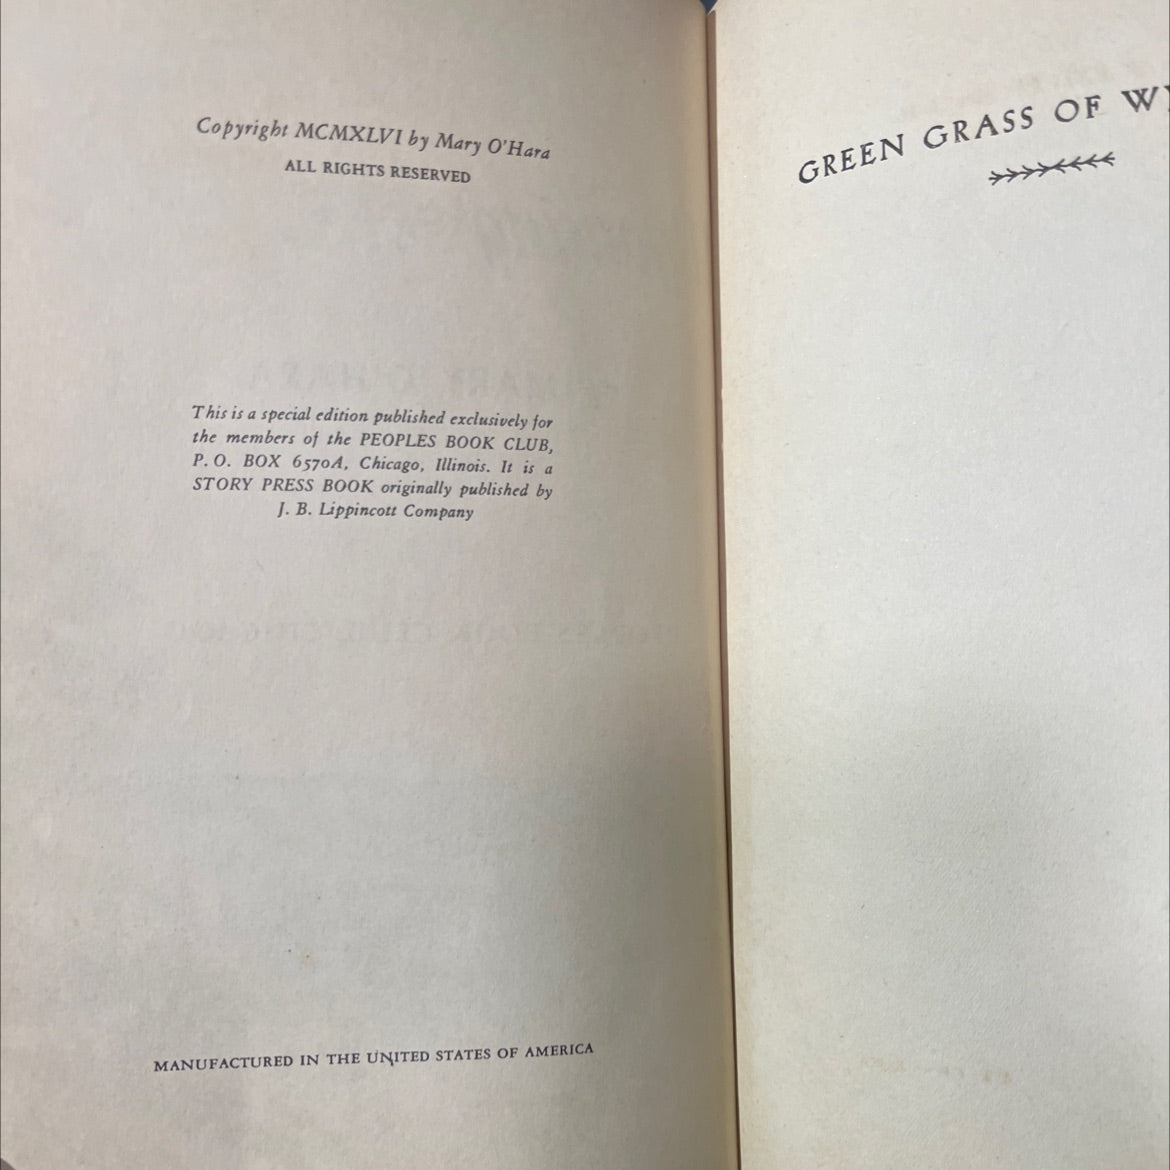 Copyright MCMXLVI by Mary O'Hara
ALL RIGHTS RESERVED
This is a special edition published exclusively for
the members of the PEOPLES BOOK CLUB,
P. O. BOX 6570A, Chicago, Illinois. It is a
STORY PRESS BOOK originally published by
J. B. Lippincott Company
MANUFACTURED IN THE UNITED STATES OF AMERICA
GREEN GRASS OF WY